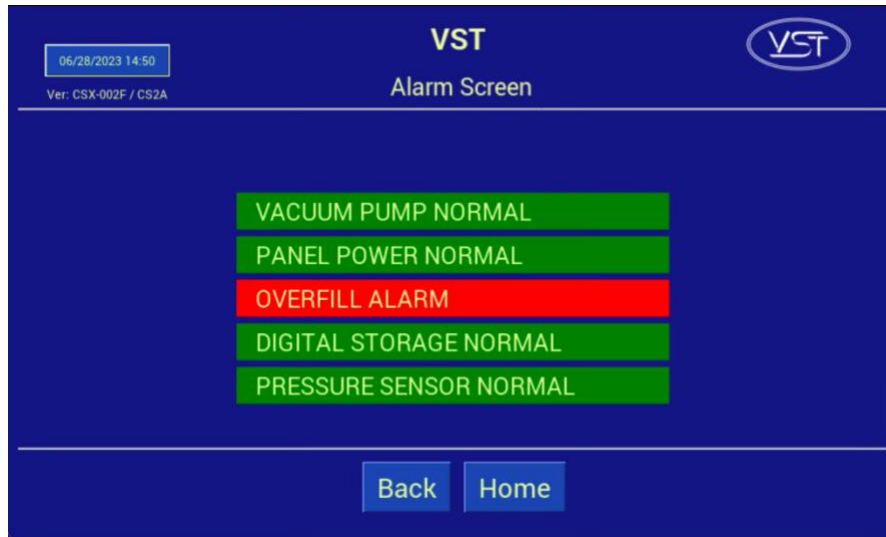 VST
VST
06/28/2023 14:50
Alarm Screen
Ver: CSX-002F / CS2A
VACUUM PUMP NORMAL
PANEL POWER NORMAL
OVERFILL ALARM
DIGITAL STORAGE NORMAL
PRESSURE SENSOR NORMAL
Back
Home